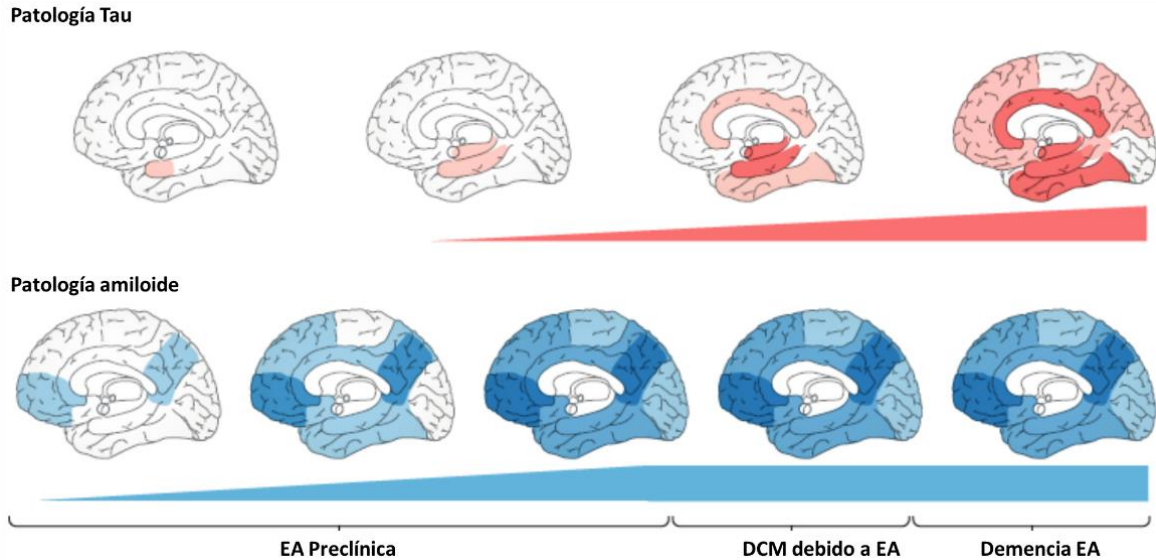 Patología Tau
Patología amiloide
EA Preclínica
DCM debido a EA
Demencia EA